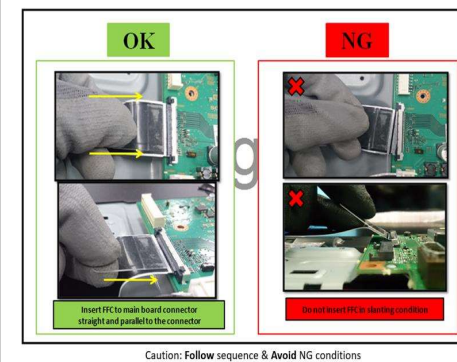 OK
NG
g
Insert FFC to main board connector
straight and parallel to the connector
Do not insert FFC in slanting condition
Caution: Follow sequence & Avoid NG conditions